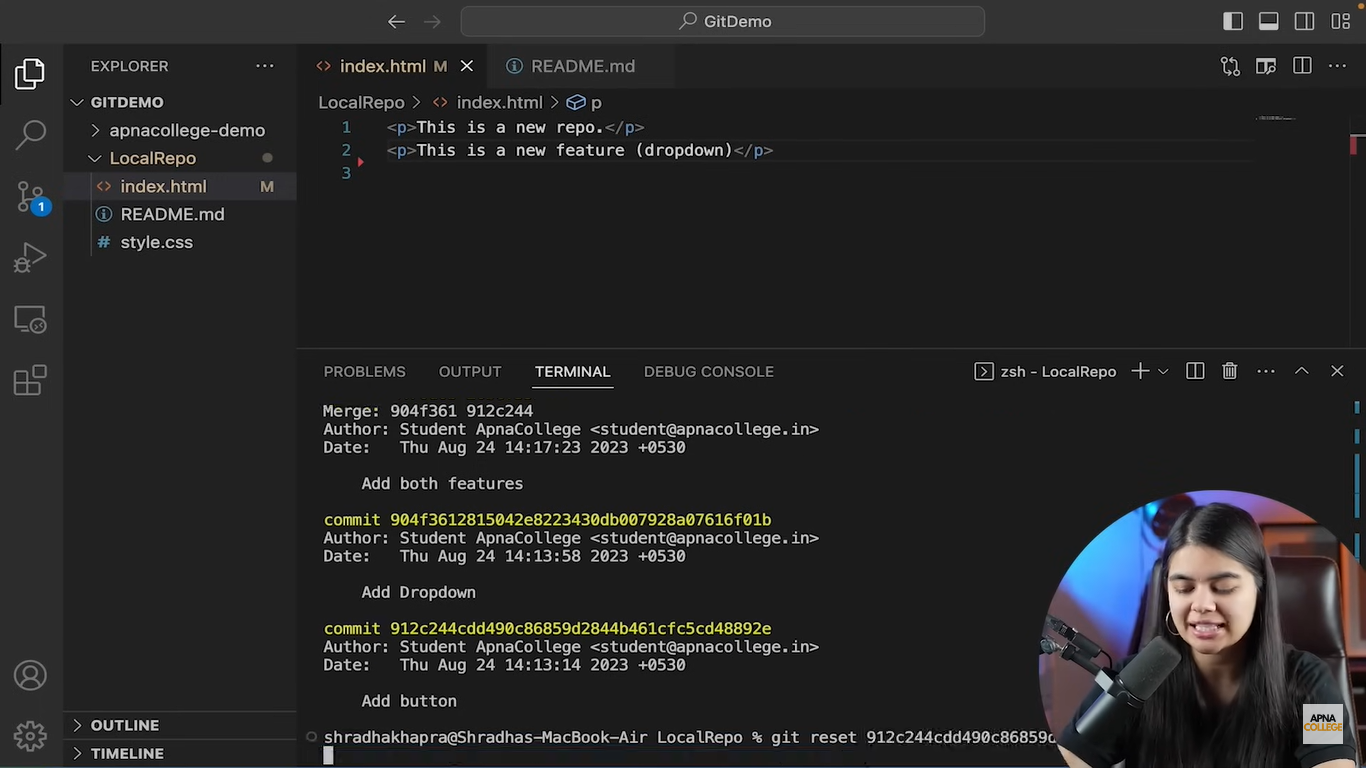 GitDemo
EXPLORER
index.html M
README.md
GITDEMO
apnacollege-demo
LocalRepo
index.html M
README.md
style.css
1
LocalRepo > index.html > p
1 <p>This is a new repo.</p>
2 <p>This is a new feature (dropdown)</p>
3
PROBLEMS OUTPUT TERMINAL DEBUG CONSOLE
zsh - LocalRepo
Merge: 904f361 912c244
Author: Student ApnaCollege <student@apnacollege.in>
Date: Thu Aug 24 14:17:23 2023 +0530
Add both features
commit 904f3612815042e8223430db007928a07616f01b
Author: Student ApnaCollege <student@apnacollege.in>
Date: Thu Aug 24 14:13:58 2023 +0530
Add Dropdown
commit 912c244cdd490c86859d2844b461cfc5cd48892e
Author: Student ApnaCollege <student@apnacollege.in>
Date: Thu Aug 24 14:13:14 2023 +0530
Add button
shradhakhapra@Shradhas-MacBook-Air LocalRepo % git reset 912c244cdd490c86859d
OUTLINE
TIMELINE
APNA
COLLEGE